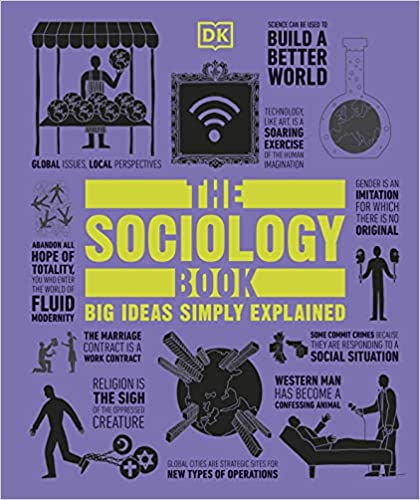 DK
SCIENCE CAN BE USED TO
BUILD A
BETTER
WORLD
TECHNOLOGY,
LIKE ART, IS A
SOARING
EXERCISE
OF THE HUMAN
IMAGINATION
GLOBAL ISSUES, LOCAL PERSPECTIVES
THE
SOCIOLOGY
BOOK
BIG IDEAS SIMPLY EXPLAINED
GENDER IS AN
IMITATION
FOR WHICH
THERE IS NO
ORIGINAL
ABANDON ALL
HOPE OF
TOTALITY,
YOU WHO ENTER
THE WORLD OF
FLUID
MODERNITY
THE MARRIAGE
CONTRACT IS A
WORK CONTRACT
SOME COMMIT CRIMES BECAUSE
THEY ARE RESPONDING TO A
SOCIAL SITUATION
RELIGION IS
THE SIGH
OF THE OPPRESSED
CREATURE
WESTERN MAN
HAS BECOME A
CONFESSING ANIMAL
GLOBAL CITIES ARE STRATEGIC SITES FOR
NEW TYPES OF OPERATIONS